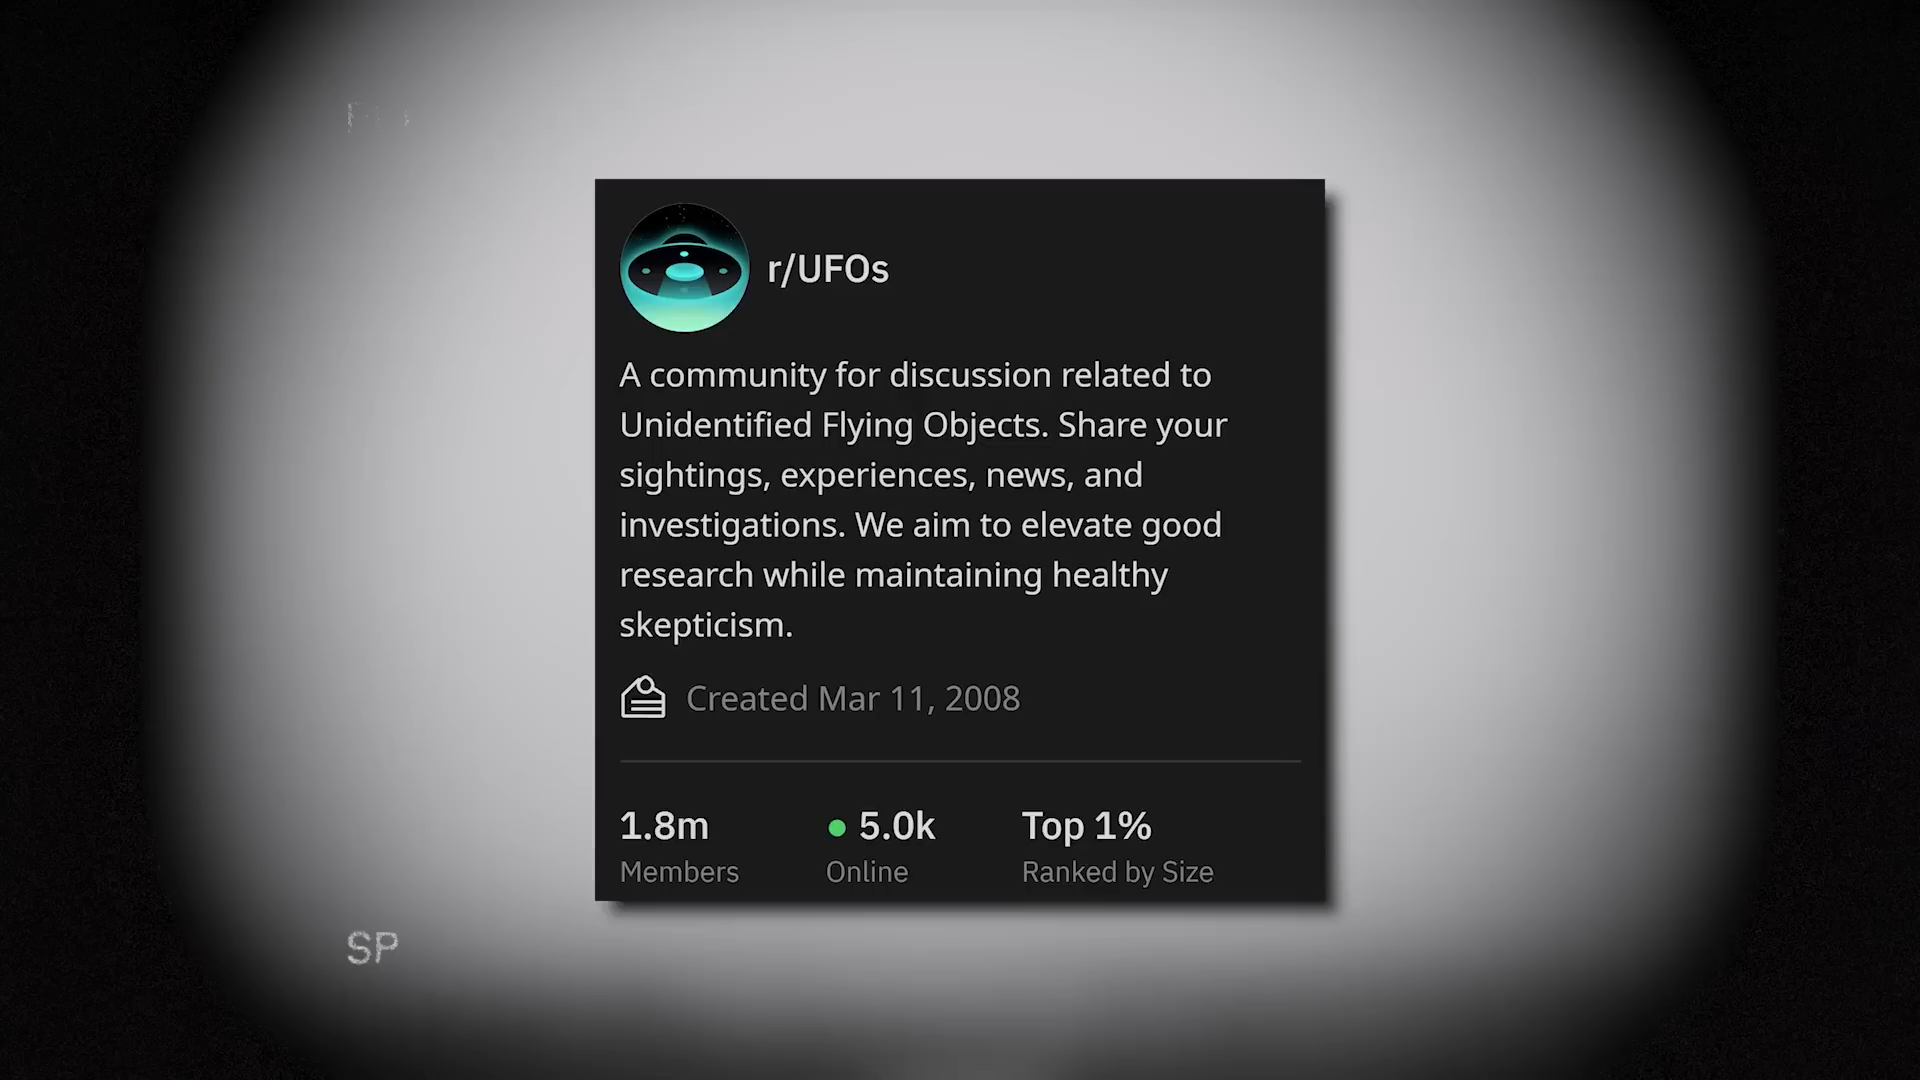 r/UFOs
A community for discussion related to
Unidentified Flying Objects. Share your
sightings, experiences, news, and
investigations. We aim to elevate good
research while maintaining healthy
skepticism.
Created Mar 11, 2008
1.8m
Members
5.0k
Online
Top 1%
Ranked by Size
SP